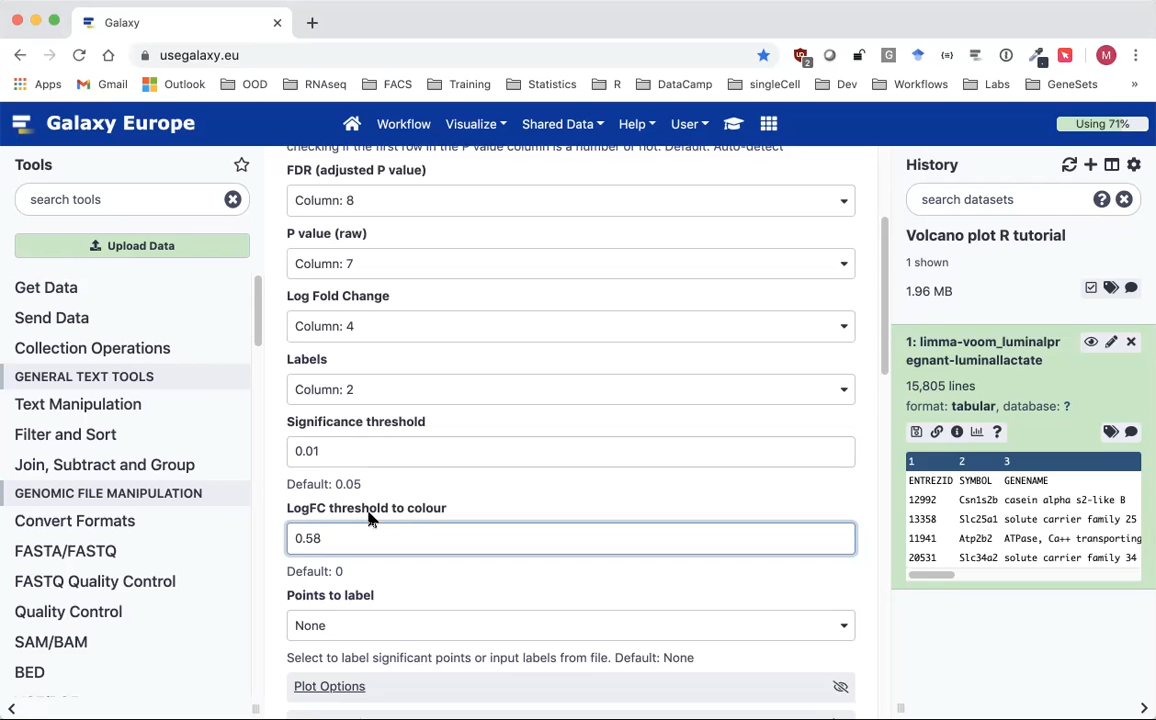 Galaxy
usegalaxy.eu
2
G
M
Apps Gmail Outlook OOD RNAseq FACS Training Statistics R DataCamp singleCell Dev Workflows Labs GeneSets »
Galaxy Europe Workflow Visualize Shared Data Help User Using 71%
Tools
search tools
Upload Data
Get Data
Send Data
Collection Operations
GENERAL TEXT TOOLS
Text Manipulation
Filter and Sort
Join, Subtract and Group
GENOMIC FILE MANIPULATION
Convert Formats
FASTA/FASTQ
FASTQ Quality Control
Quality Control
SAM/BAM
BED
checking if the first row in the P value column is a number or not. Default: Auto-detect
FDR (adjusted P value)
Column: 8
P value (raw)
Column: 7
Log Fold Change
Column: 4
Labels
Column: 2
Significance threshold
0.01
Default: 0.05
LogFC threshold to colour
0.58
Default: 0
Points to label
None
Select to label significant points or input labels from file. Default: None
Plot Options
History
search datasets
Volcano plot R tutorial
1 shown
1.96 MB
1: limma-voom_luminalpr
egnant-luminallactate
15,805 lines
format: tabular, database: ?
1 2 3
ENTREZID SYMBOL GENENAME
12992 Csn1s2b casein alpha s2-like B
13358 Slc25a1 solute carrier family 25
11941 Atp2b2 ATPase, Ca++ transporting
20531 Slc34a2 solute carrier family 34